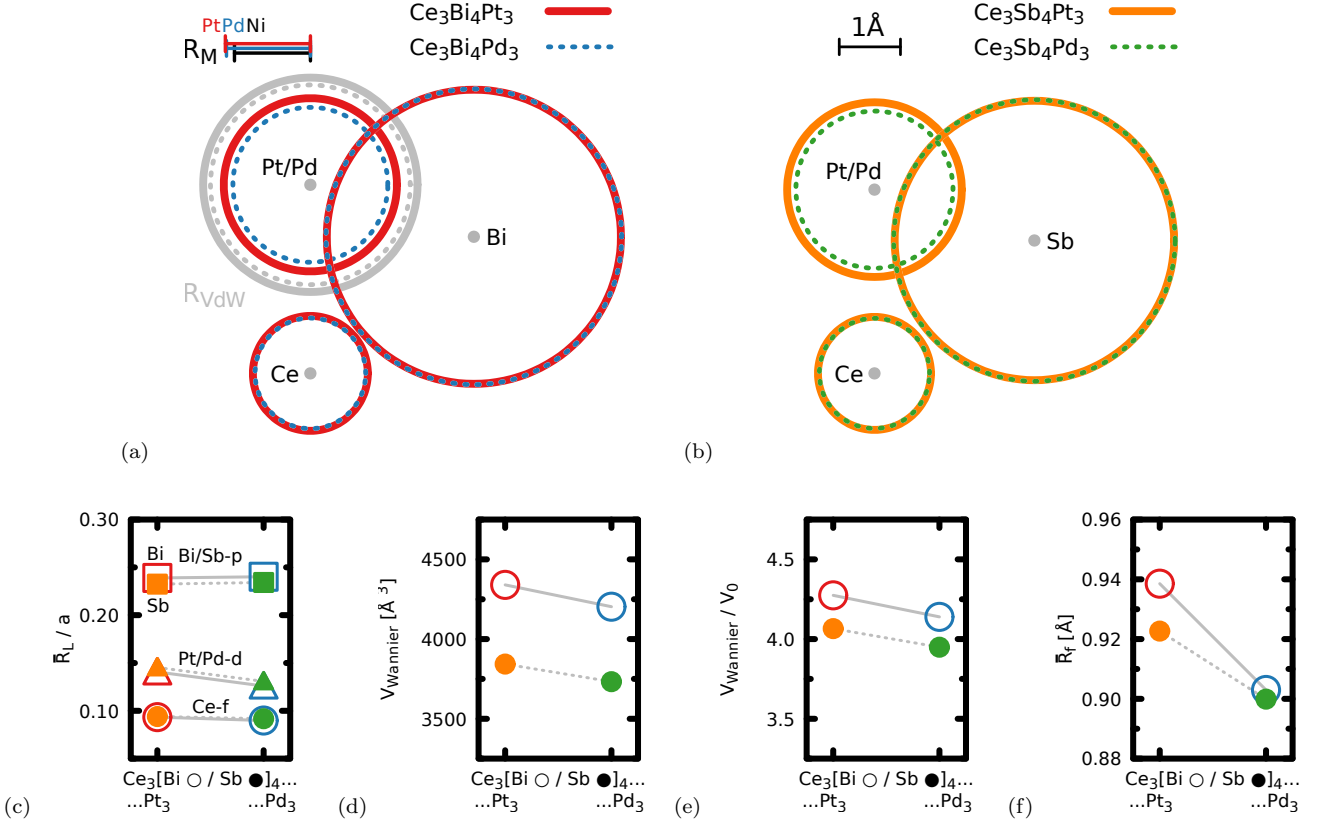 PtPdNi
R_M
Ce₃Bi₄Pt₃
Ce₃Bi₄Pd₃
1Å
Ce₃Sb₄Pt₃
Ce₃Sb₄Pd₃
Pt/Pd
Bi
R_VdW
Ce
Pt/Pd
Sb
Ce
(a)
(b)
0.30
0.20
0.10
R̄_L / a
Bi
Bi/Sb-p
Sb
Pt/Pd-d
Ce-f
Ce₃[Bi ○ / Sb ●]₄...
...Pt₃ ...Pd₃
(c)
4500
4000
3500
V_Wannier [Å ³]
Ce₃[Bi ○ / Sb ●]₄...
...Pt₃ ...Pd₃
(d)
4.5
4.0
3.5
V_Wannier / V₀
Ce₃[Bi ○ / Sb ●]₄...
...Pt₃ ...Pd₃
(e)
0.96
0.94
0.92
0.90
0.88
R̄_f [Å]
Ce₃[Bi ○ / Sb ●]₄...
...Pt₃ ...Pd₃
(f)